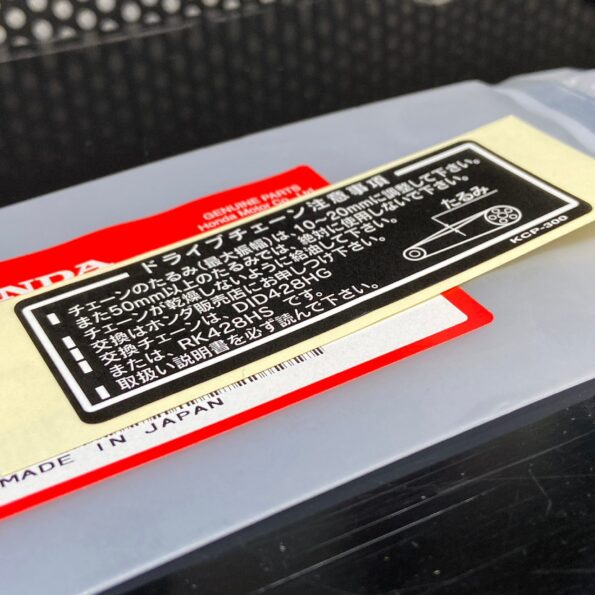 GENUINE PARTS
Honda Motor Co., Ltd.
HONDA
ドライブチェーン注意事項
チェーンのたるみ(最大振幅)は、10~20mmに調整して下さい。
また50mm以上のたるみでは、絶対に使用しないで下さい。
チェーンが乾燥しないように給油して下さい。
交換はホンダ販売店にお申しつけ下さい。
交換チェーンは、DID428HG
または、RK428HS です。
取扱い説明書を必ず読んで下さい。
たるみ
KCP-300
MADE IN JAPAN